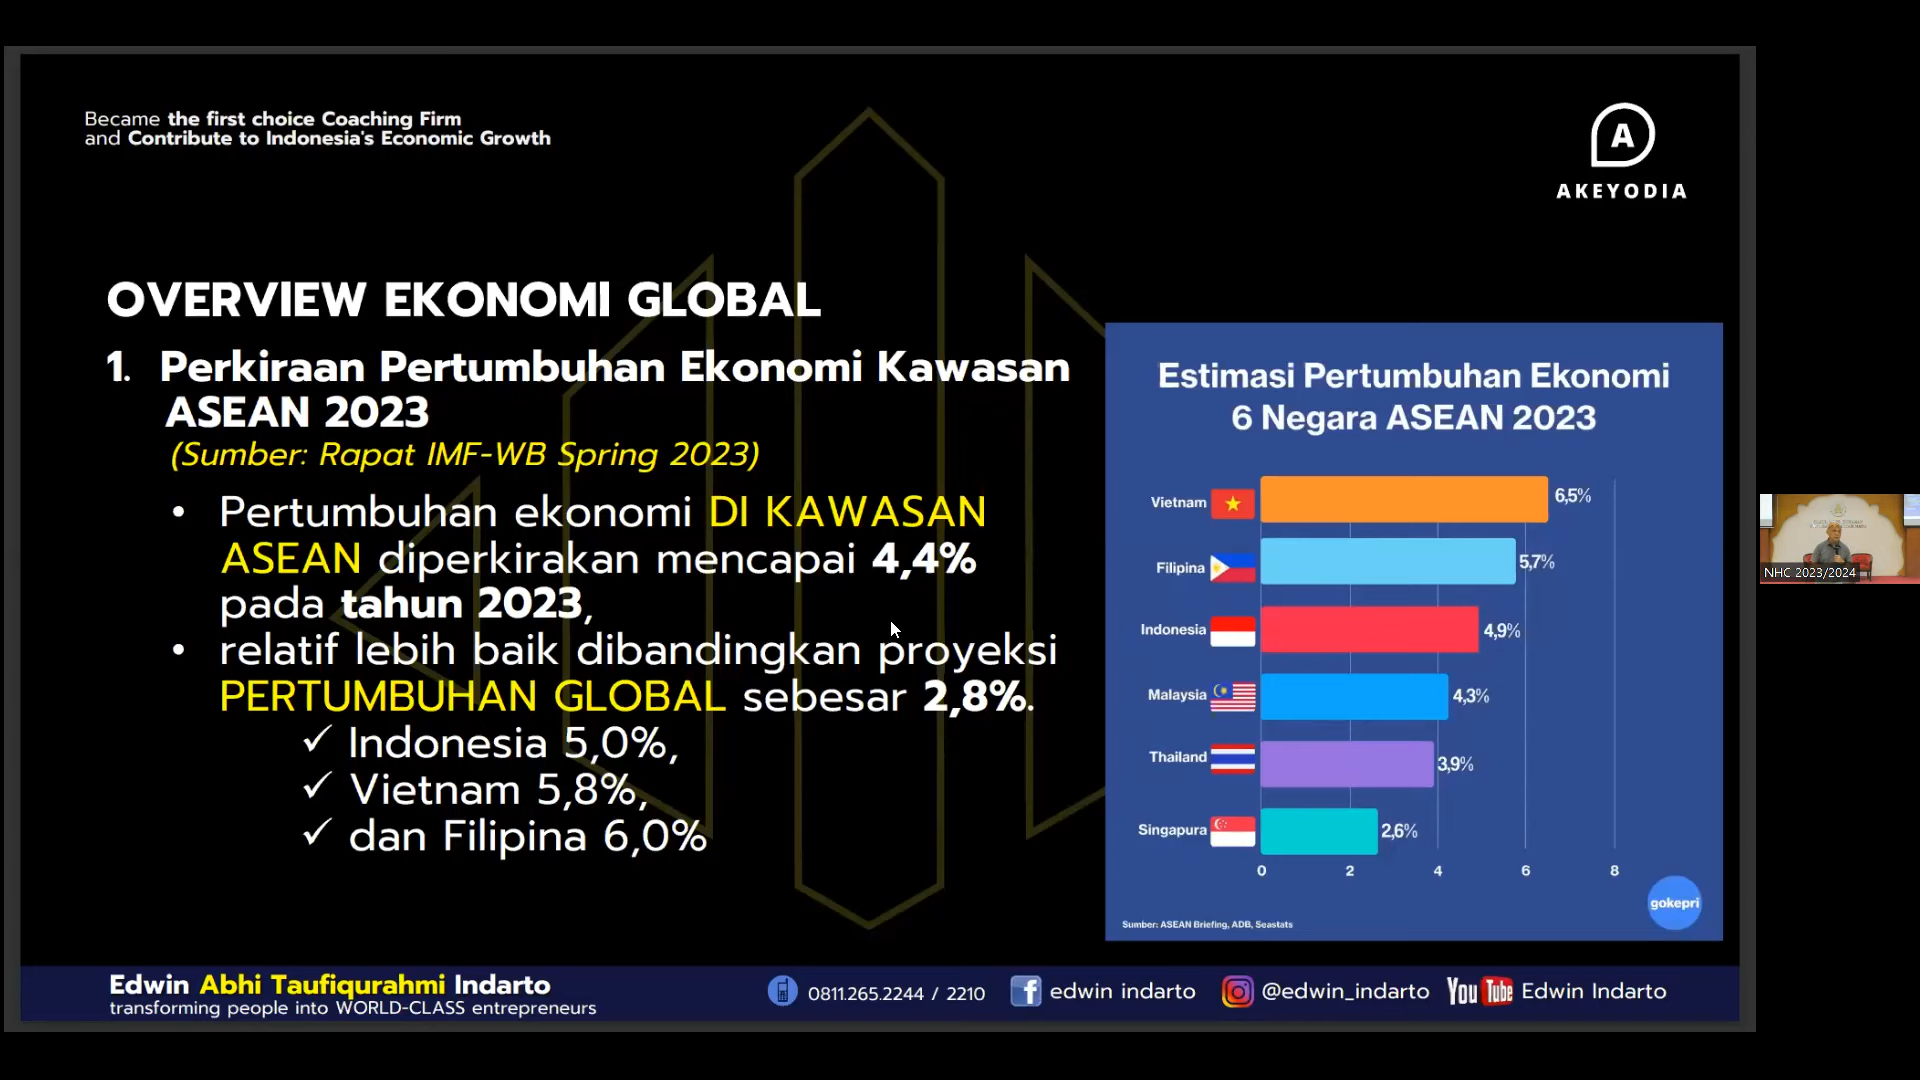 Became the first choice Coaching Firm
and Contribute to Indonesia's Economic Growth
A
AKEYODIA
OVERVIEW EKONOMI GLOBAL
1. Perkiraan Pertumbuhan Ekonomi Kawasan
ASEAN 2023
(Sumber: Rapat IMF-WB Spring 2023)
• Pertumbuhan ekonomi DI KAWASAN
ASEAN diperkirakan mencapai 4,4%
pada tahun 2023,
• relatif lebih baik dibandingkan proyeksi
PERTUMBUHAN GLOBAL sebesar 2,8%.
✓ Indonesia 5,0%,
✓ Vietnam 5,8%,
✓ dan Filipina 6,0%
Estimasi Pertumbuhan Ekonomi
6 Negara ASEAN 2023
Vietnam 6,5%
Filipina 5,7%
Indonesia 4,9%
Malaysia 4,3%
Thailand 3,9%
Singapura 2,6%
0 2 4 6 8
gokepri
Sumber: ASEAN Briefing, ADB, Seastats
NHC 2023/2024
Edwin Abhi Taufiqurahmi Indarto
transforming people into WORLD-CLASS entrepreneurs
0811.265.2244 / 2210
edwin indarto
@edwin_indarto
YouTube Edwin Indarto